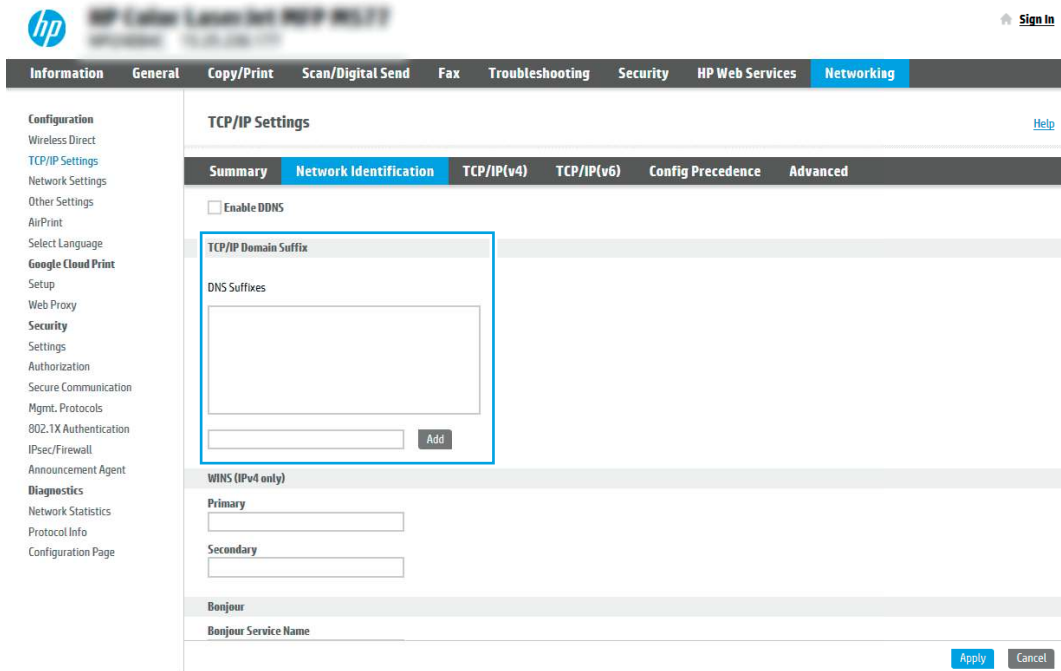 hp
Sign In
Information General Copy/Print Scan/Digital Send Fax Troubleshooting Security HP Web Services Networking
Configuration
Wireless Direct
TCP/IP Settings
Network Settings
Other Settings
AirPrint
Select Language
Google Cloud Print
Setup
Web Proxy
Security
Settings
Authorization
Secure Communication
Mgmt. Protocols
802.1X Authentication
IPsec/Firewall
Announcement Agent
Diagnostics
Network Statistics
Protocol Info
Configuration Page
TCP/IP Settings
Help
Summary Network Identification TCP/IP(v4) TCP/IP(v6) Config Precedence Advanced
Enable DDNS
TCP/IP Domain Suffix
DNS Suffixes
Add
WINS (IPv4 only)
Primary
Secondary
Bonjour
Bonjour Service Name
Apply Cancel